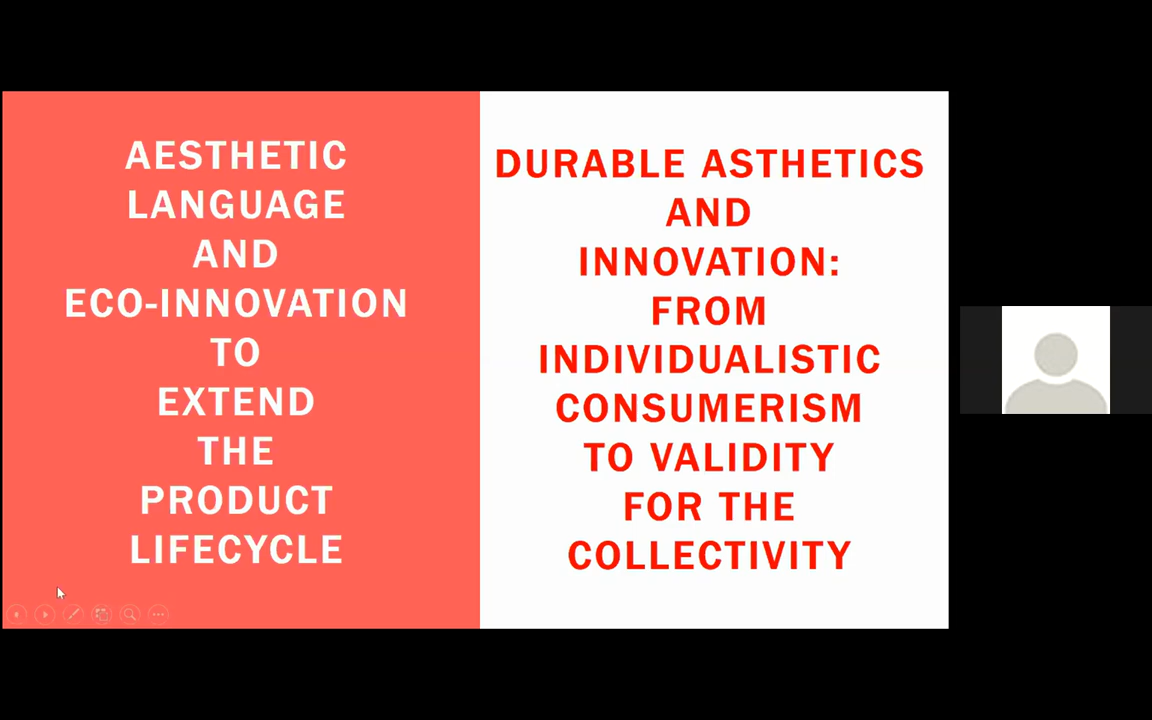 AESTHETIC
LANGUAGE
AND
ECO-INNOVATION
TO
EXTEND
THE
PRODUCT
LIFECYCLE
DURABLE ASTHETICS
AND
INNOVATION:
FROM
INDIVIDUALISTIC
CONSUMERISM
TO VALIDITY
FOR THE
COLLECTIVITY